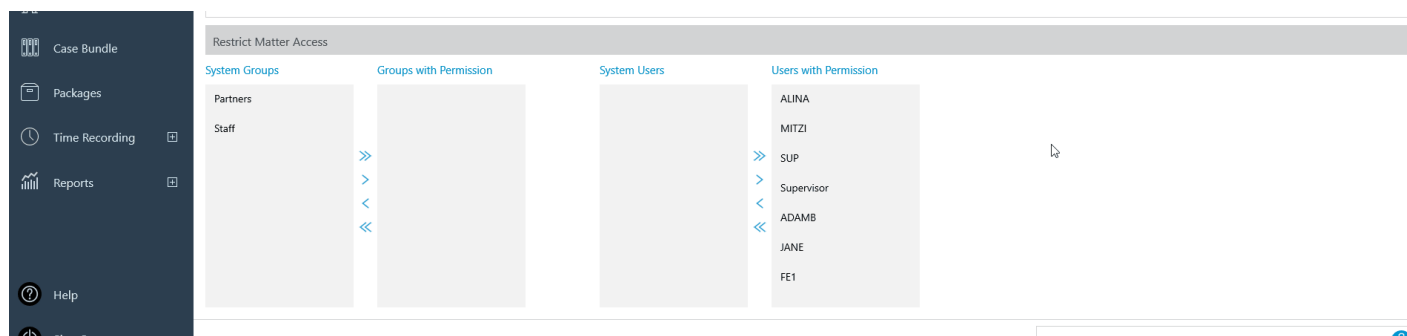 Case Bundle
Packages
Time Recording
Reports
Help
Restrict Matter Access
System Groups
Groups with Permission
System Users
Users with Permission
Partners
Staff
ALINA
MITZI
SUP
Supervisor
ADAMB
JANE
FE1